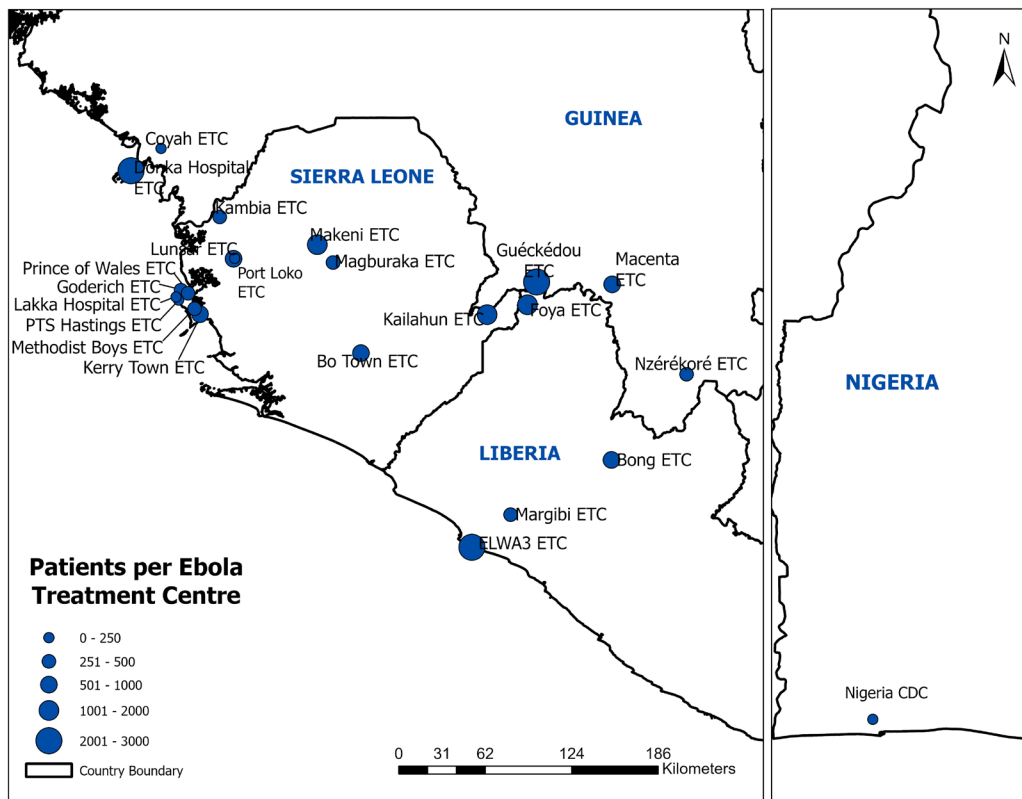 N
GUINEA
Coyah ETC
Donka Hospital
ETC
SIERRA LEONE
Kambia ETC
Makeni ETC
Lunsar ETC
Magburaka ETC
Port Loko
ETC
Guéckédou
ETC
Macenta
ETC
Prince of Wales ETC
Goderich ETC
Lakka Hospital ETC
PTS Hastings ETC
Methodist Boys ETC
Kerry Town ETC
Kailahun ETC
Foya ETC
Bo Town ETC
Nzérékoré ETC
NIGERIA
LIBERIA
Bong ETC
Margibi ETC
ELWA3 ETC
Patients per Ebola
Treatment Centre
0 - 250
251 - 500
501 - 1000
1001 - 2000
2001 - 3000
Country Boundary
0 31 62 124 186
Kilometers
Nigeria CDC